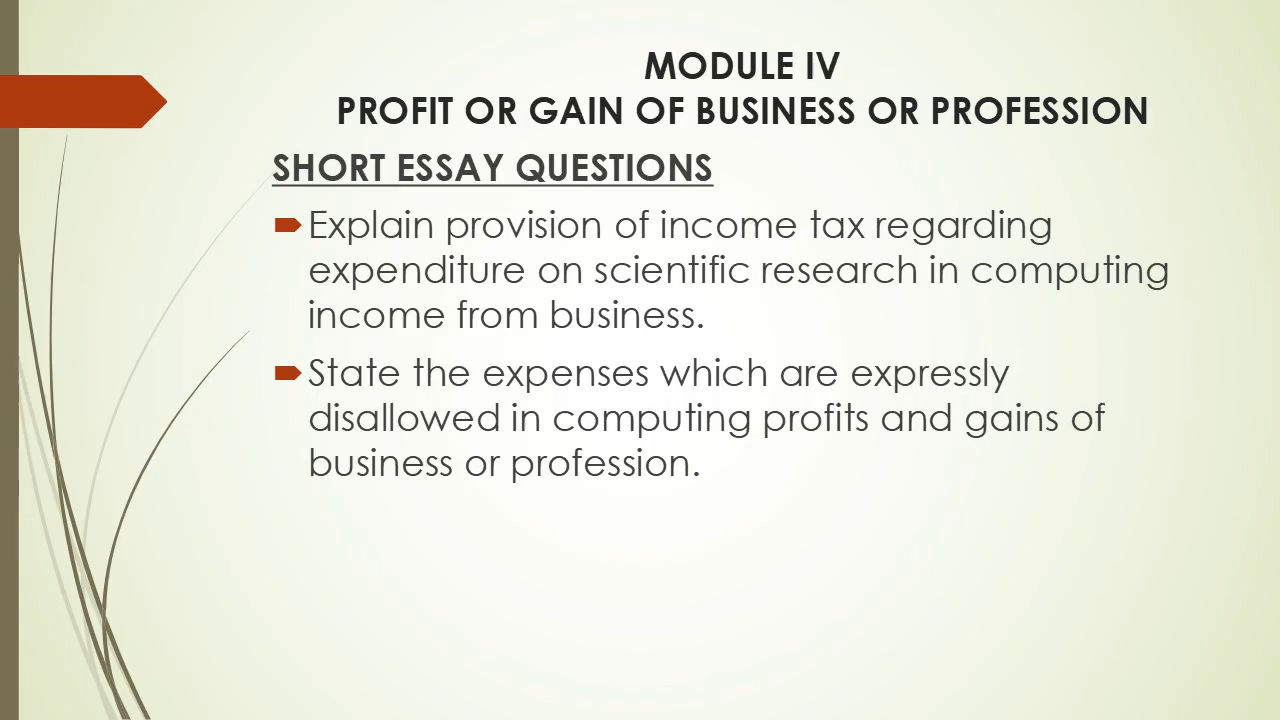 MODULE IV
PROFIT OR GAIN OF BUSINESS OR PROFESSION
SHORT ESSAY QUESTIONS
Explain provision of income tax regarding
expenditure on scientific research in computing
income from business.
State the expenses which are expressly
disallowed in computing profits and gains of
business or profession.